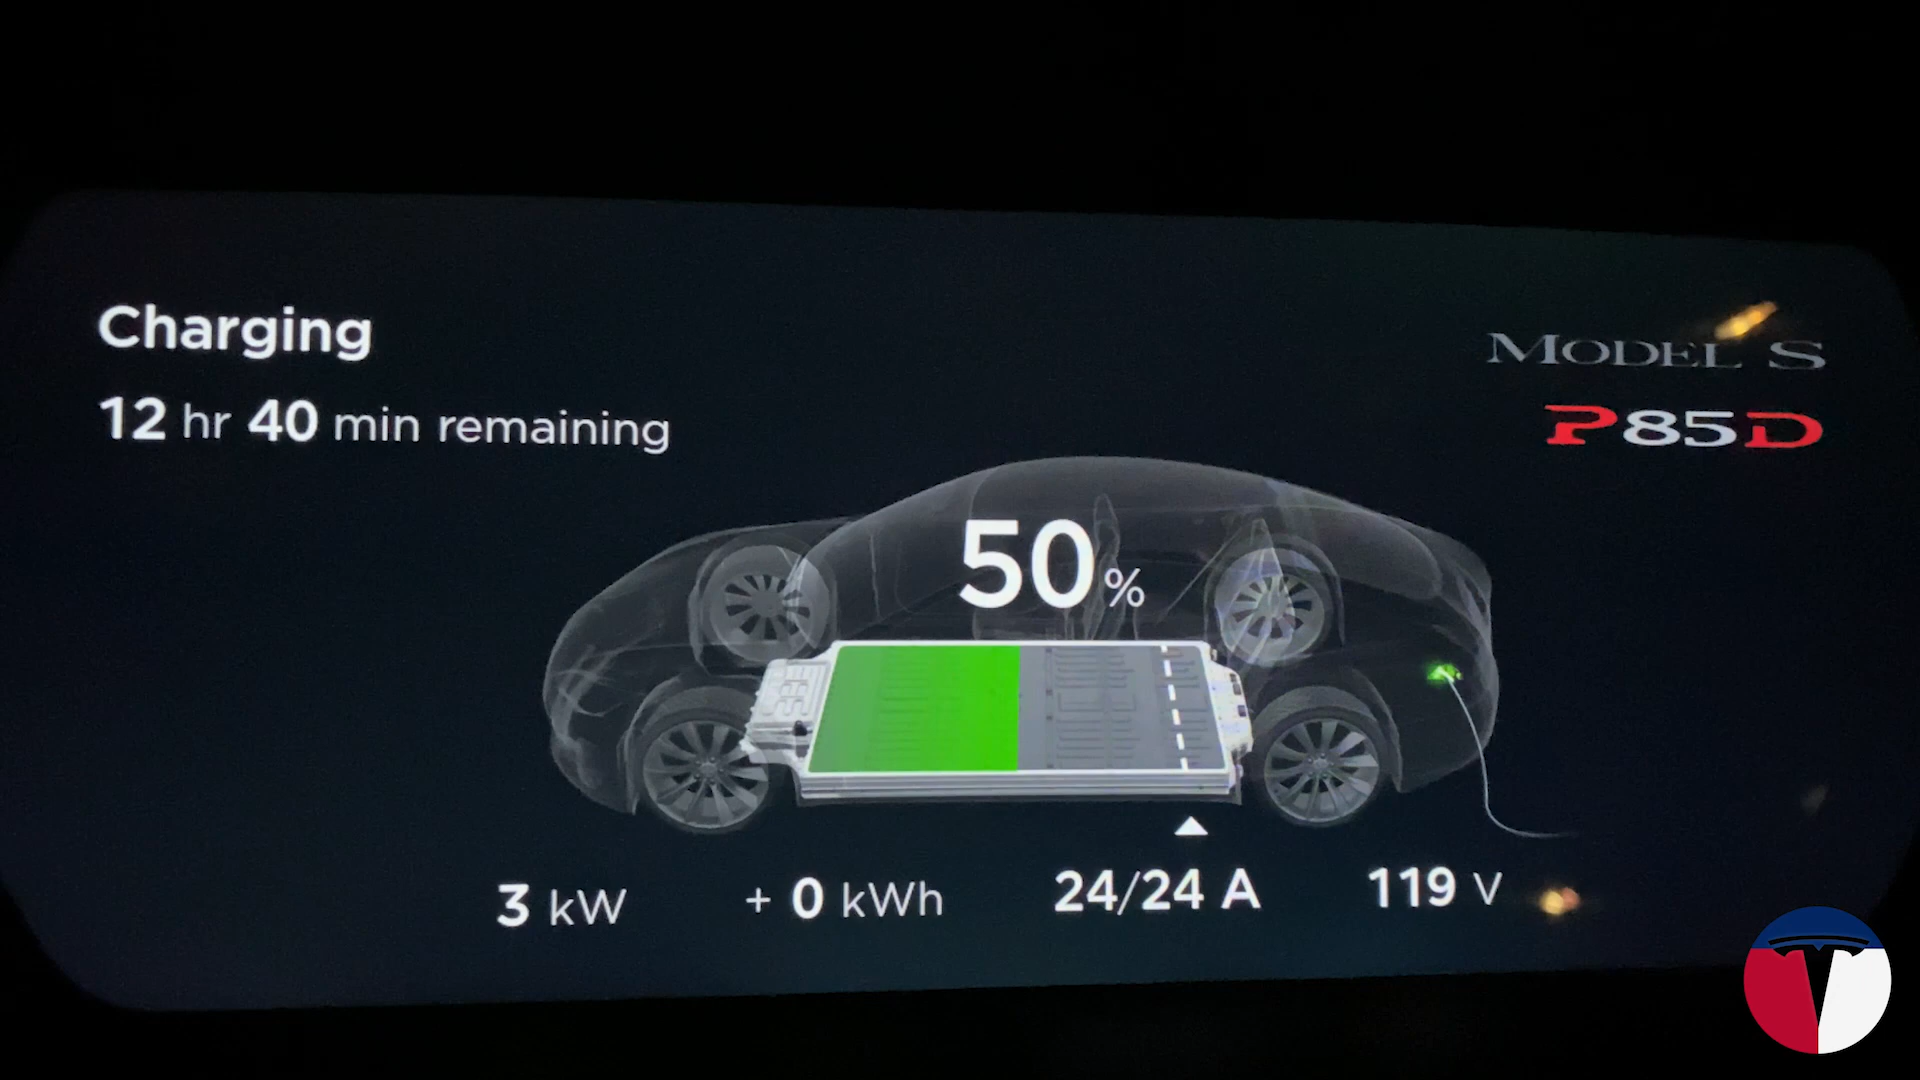 Charging
12 hr 40 min remaining
MODEL S
P85D
50%
3 kW
+ 0 kWh
24/24 A
119 V